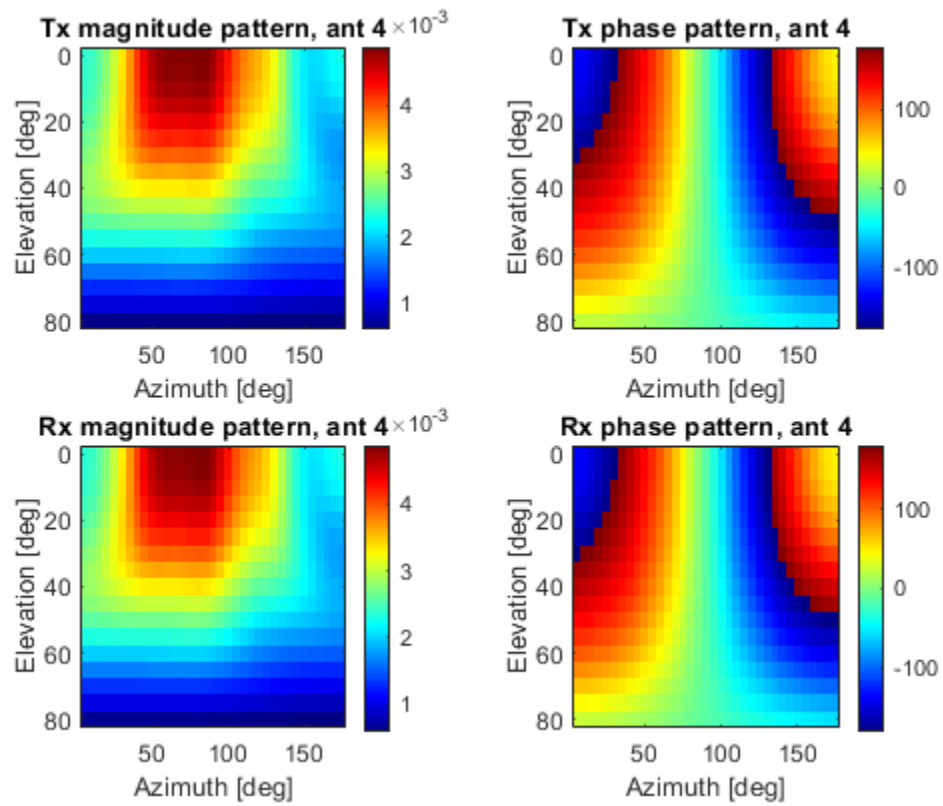 Tx magnitude pattern, ant 4 ×10⁻³
0
20
40
60
80
Elevation [deg]
50 100 150
Azimuth [deg]
4
3
2
1
Tx phase pattern, ant 4
0
20
40
60
80
Elevation [deg]
50 100 150
Azimuth [deg]
100
0
-100
Rx magnitude pattern, ant 4 ×10⁻³
0
20
40
60
80
Elevation [deg]
50 100 150
Azimuth [deg]
4
3
2
1
Rx phase pattern, ant 4
0
20
40
60
80
Elevation [deg]
50 100 150
Azimuth [deg]
100
0
-100